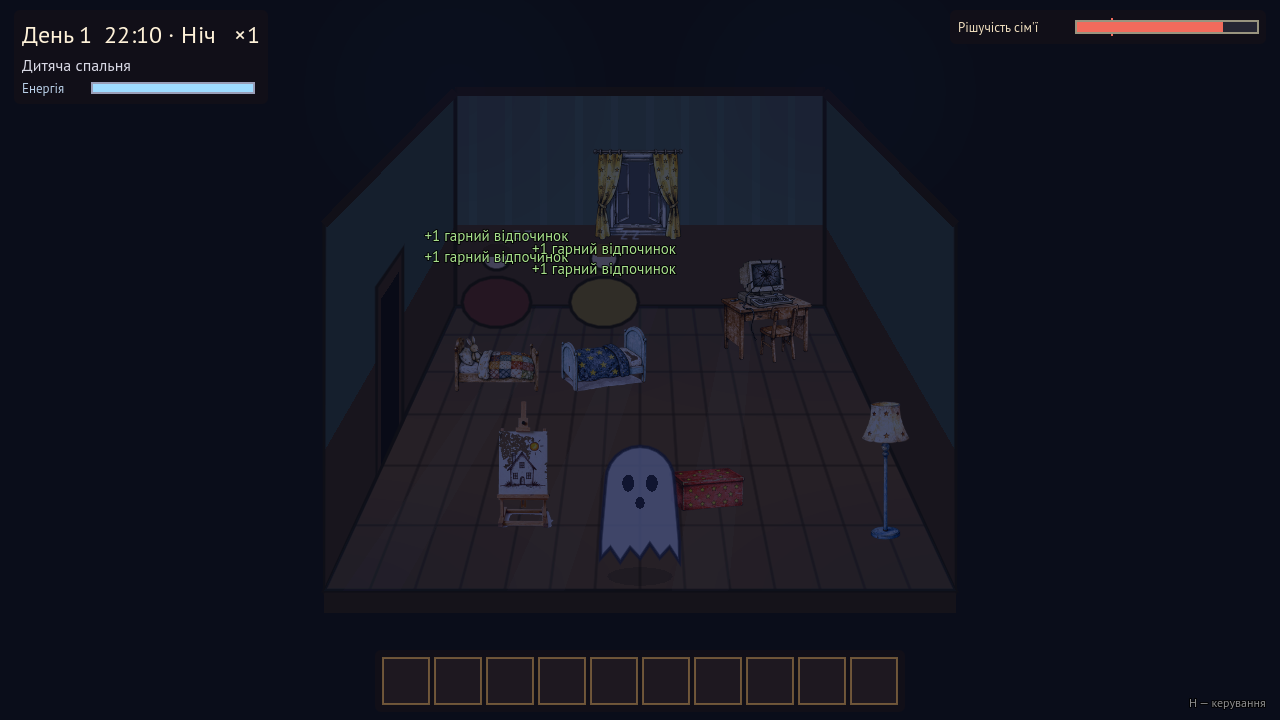 День 1 22:10 · Ніч ×1
Дитяча спальня
Енергія
Рішучість сім'ї
+1 гарний відпочинок
+1 гарний відпочинок
+1 гарний відпочинок
+1 гарний відпочинок
H — керування